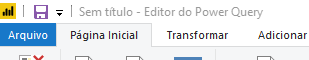 Sem título - Editor do Power Query
Arquivo Página Inicial Transformar Adicionar